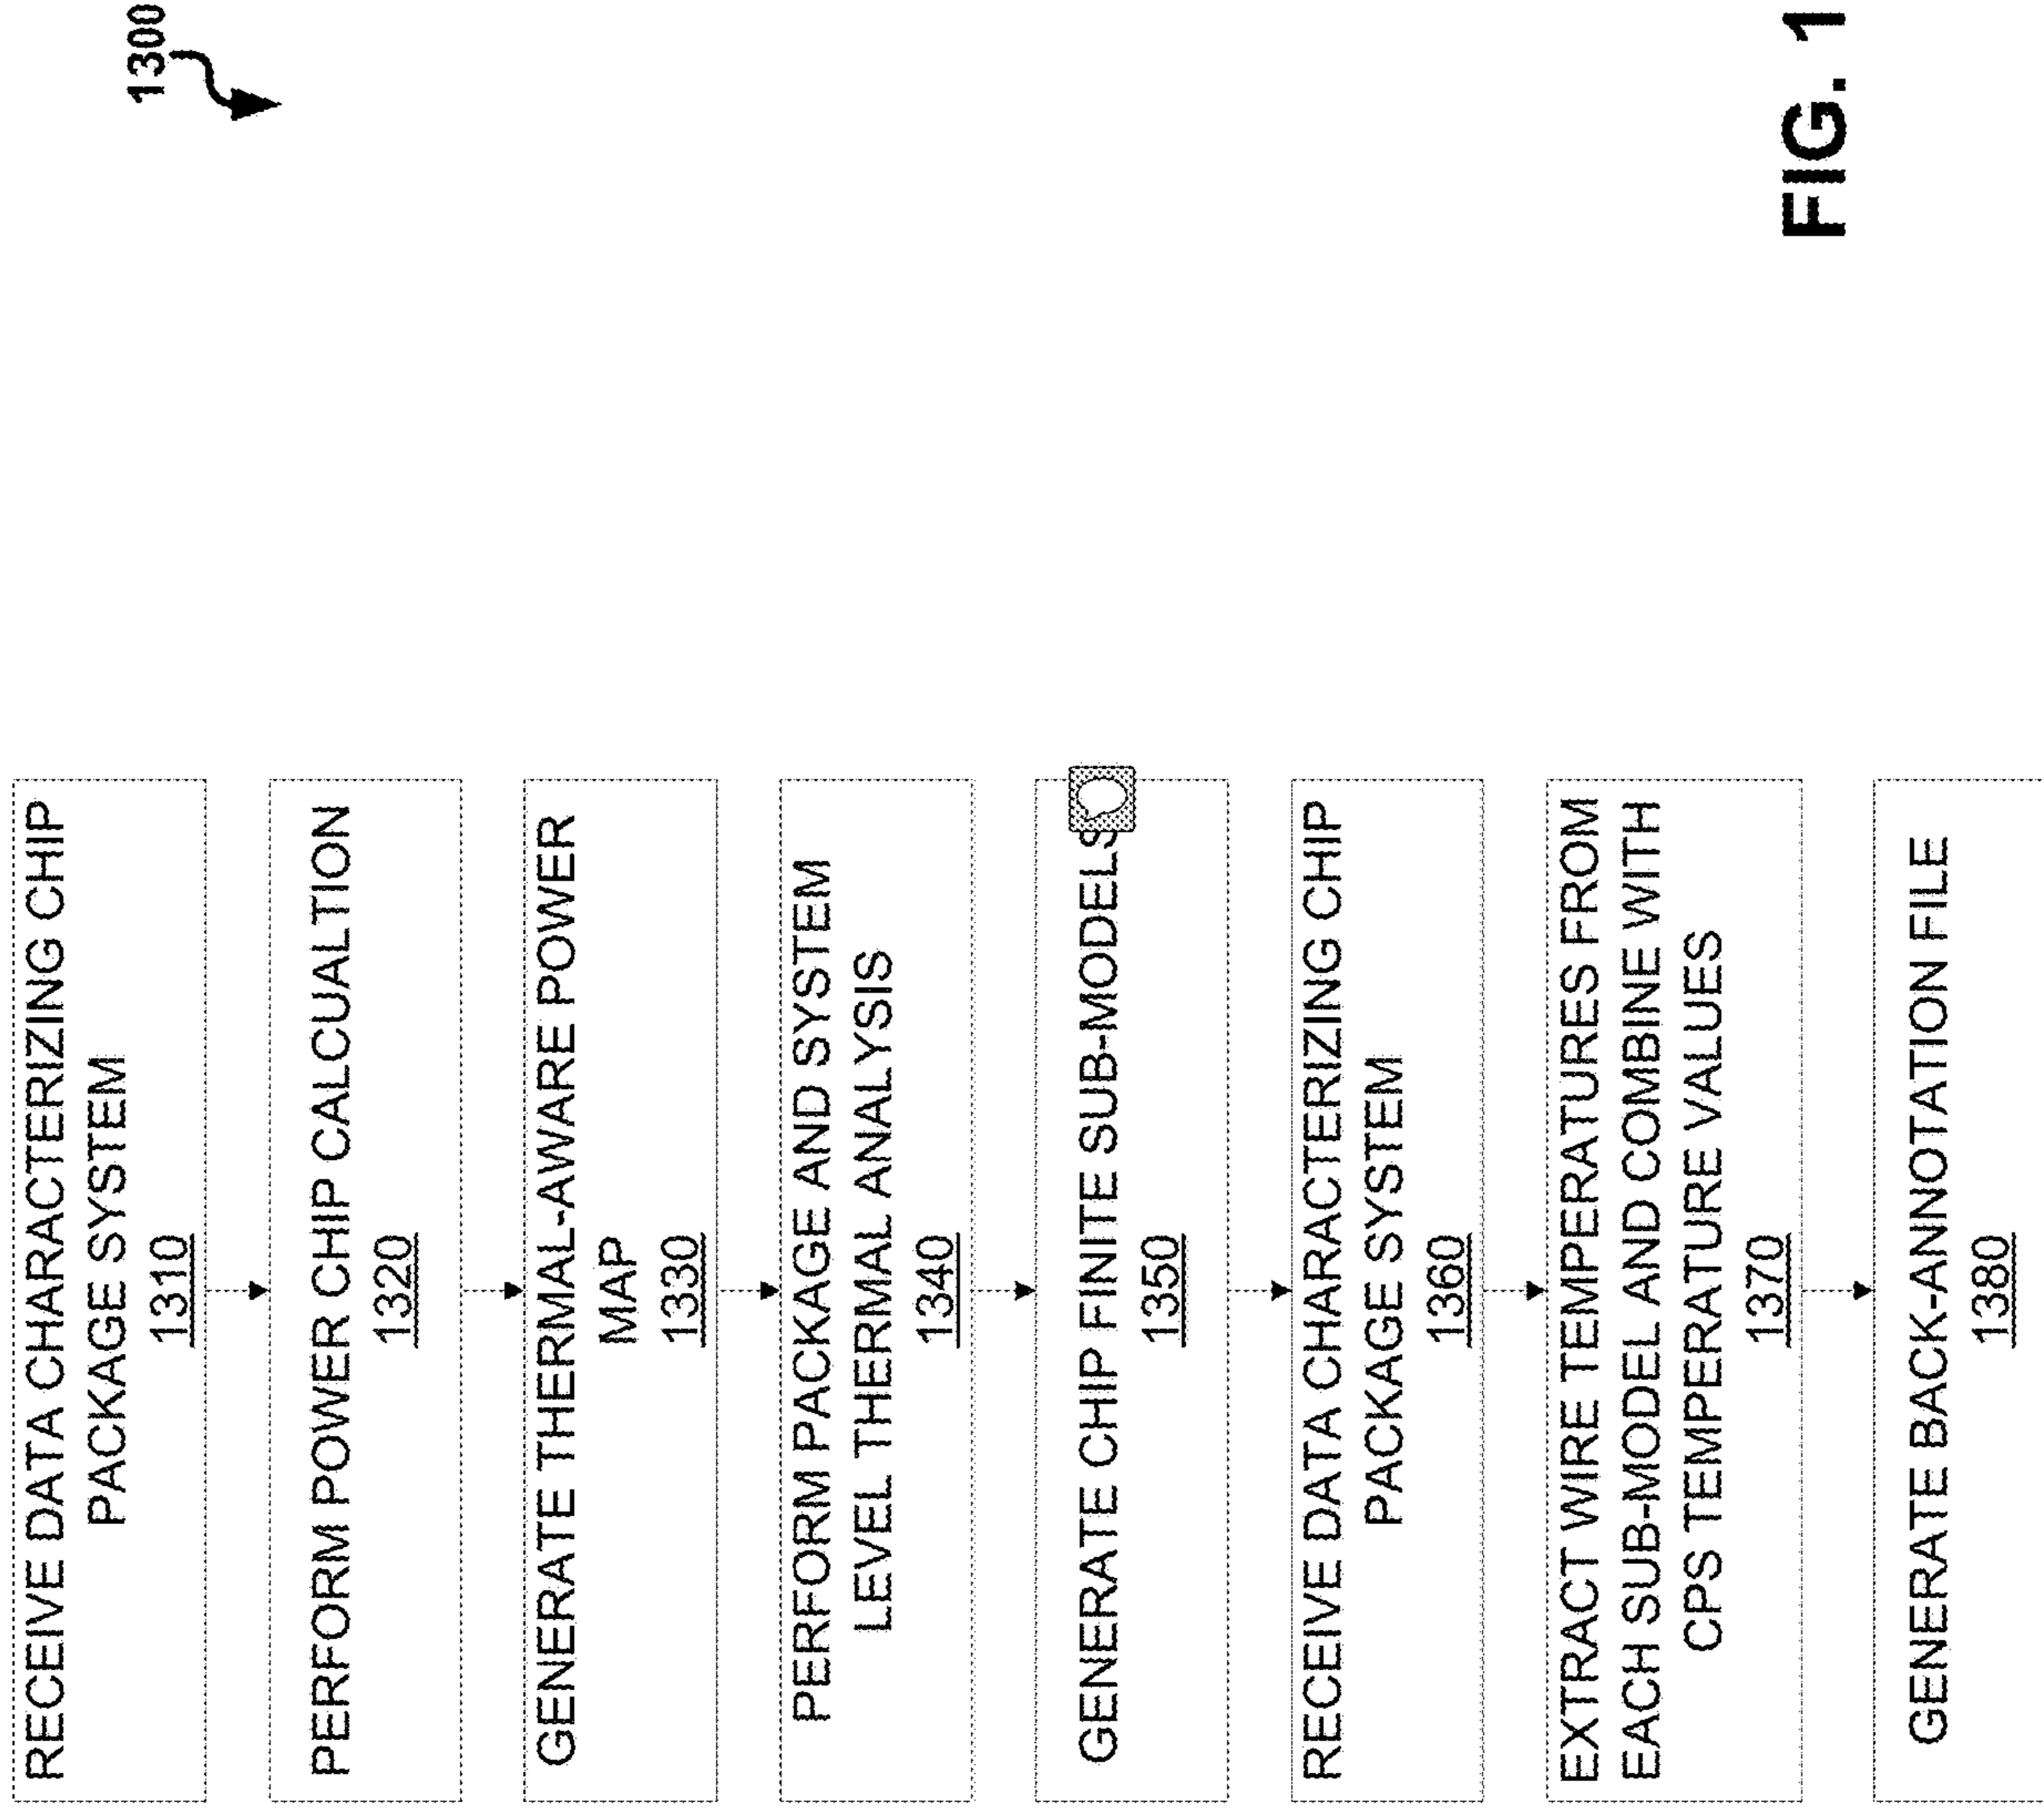 1300
RECEIVE DATA CHARACTERIZING CHIP
PACKAGE SYSTEM
1310
PERFORM POWER CHIP CALCUALTION
1320
GENERATE THERMAL-AWARE POWER
MAP
1330
PERFORM PACKAGE AND SYSTEM
LEVEL THERMAL ANALYSIS
1340
GENERATE CHIP FINITE SUB-MODELS
1350
RECEIVE DATA CHARACTERIZING CHIP
PACKAGE SYSTEM
1360
EXTRACT WIRE TEMPERATURES FROM
EACH SUB-MODEL AND COMBINE WITH
CPS TEMPERATURE VALUES
1370
GENERATE BACK-ANNOTATION FILE
1380
FIG. 1